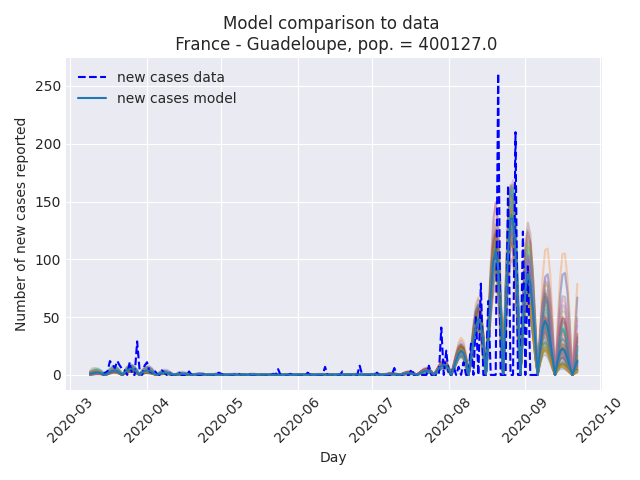 Model comparison to data
France - Guadeloupe, pop. = 400127.0
new cases data
new cases model
Number of new cases reported
250
200
150
100
50
0
2020-03
2020-04
2020-05
2020-06
2020-07
2020-08
2020-09
2020-10
Day